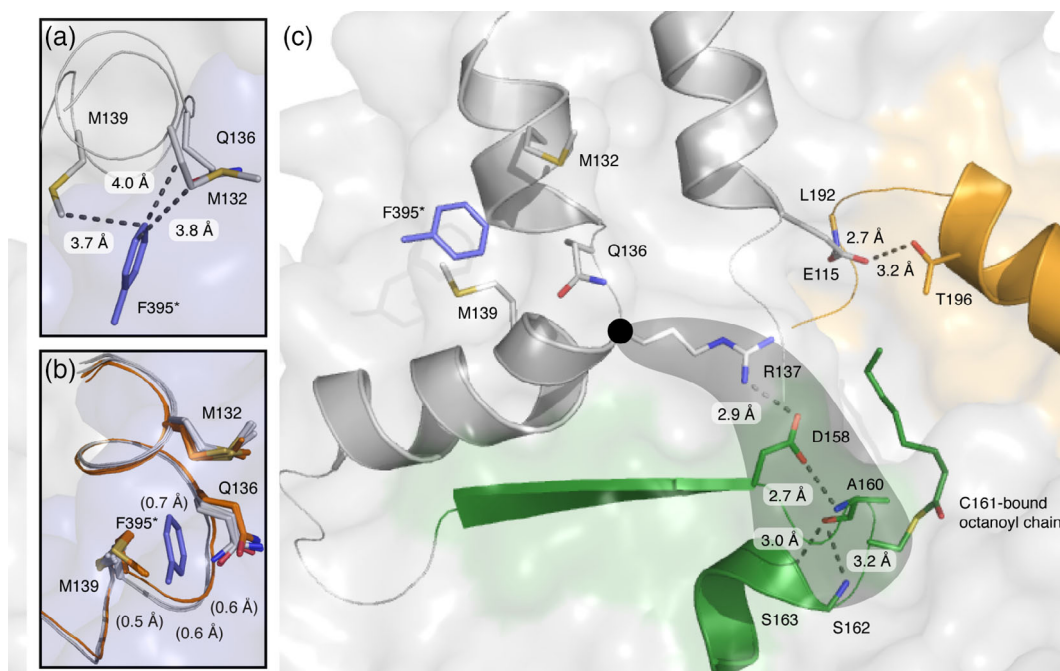 (a)
M139
Q136
4.0 Å
M132
3.7 Å
3.8 Å
F395*
(b)
M132
Q136
(0.7 Å)
F395*
M139
(0.6 Å)
(0.5 Å)
(0.6 Å)
(c)
M132
F395*
Q136
M139
L192
2.7 Å
E115
3.2 Å
T196
R137
2.9 Å
D158
2.7 Å
A160
C161-bound
octanoyl chain
3.0 Å
3.2 Å
S163
S162